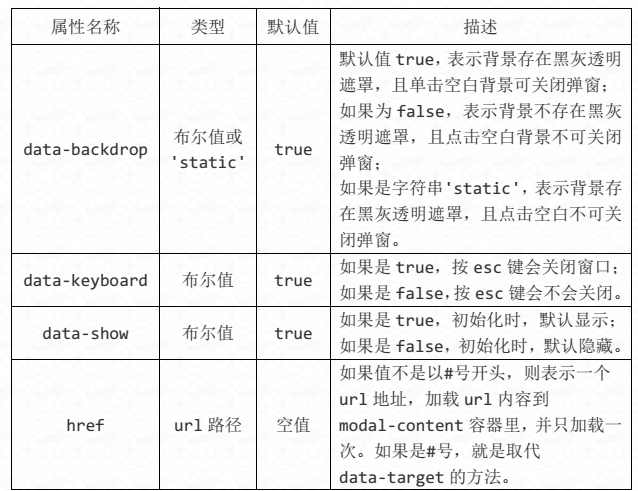 属性名称 类型 默认值 描述
data-backdrop 布尔值或 'static' true 默认值 true，表示背景存在黑灰透明
遮罩，且单击空白背景可关闭弹窗；
如果为 false，表示背景不存在黑灰
透明遮罩，且点击空白背景不可关闭
弹窗；
如果是字符串'static'，表示背景存
在黑灰透明遮罩，且点击空白不可关
闭弹窗。
data-keyboard 布尔值 true 如果是 true，按 esc 键会关闭窗口；
如果是 false，按 esc 键会不会关闭。
data-show 布尔值 true 如果是 true，初始化时，默认显示；
如果是 false，初始化时，默认隐藏。
href url 路径 空值 如果值不是以#号开头，则表示一个
url 地址，加载 url 内容到
modal-content 容器里，并只加载一
次。如果是#号，就是取代
data-target 的方法。